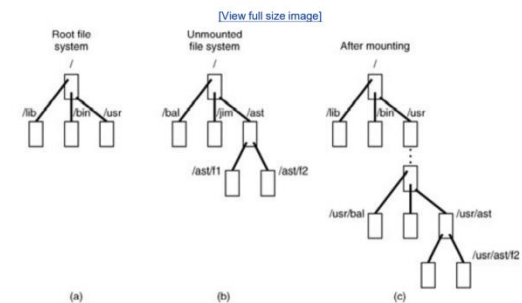 [View full size image]
Root file
system
/
/lib
/bin
/usr
(a)
Unmounted
file system
/
/bal
/jim
/ast
/ast/f1
/ast/f2
(b)
After mounting
/
/lib
/bin
/usr
/usr/bal
/usr/ast
/usr/ast/f2
(c)